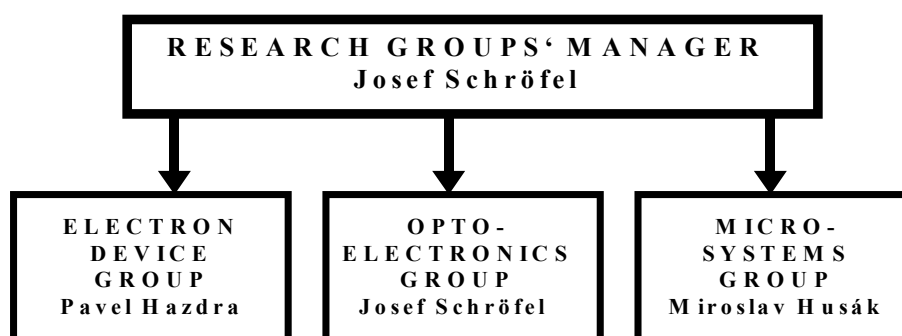 RESEARCH GROUPS‘ MANAGER
Josef Schröfel
ELECTRON
DEVICE
GROUP
Pavel Hazdra
OPTO-
ELECTRONICS
GROUP
Josef Schröfel
MICRO-
SYSTEMS
GROUP
Miroslav Husák